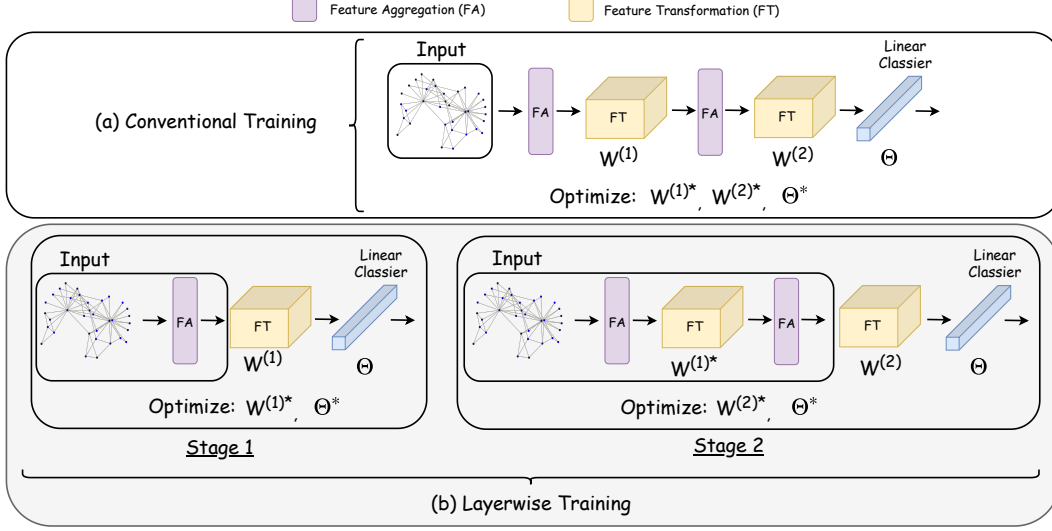 Feature Aggregation (FA)
Feature Transformation (FT)
(a) Conventional Training
Input
FA
FT
W(1)
FA
FT
W(2)
Linear
Classier
Θ
Optimize: W(1)*, W(2)*, Θ*
Input
FA
FT
W(1)
Linear
Classier
Θ
Optimize: W(1)*, Θ*
Stage 1
Input
FA
FT
W(1)*
FA
FT
W(2)
Linear
Classier
Θ
Optimize: W(2)*, Θ*
Stage 2
(b) Layerwise Training